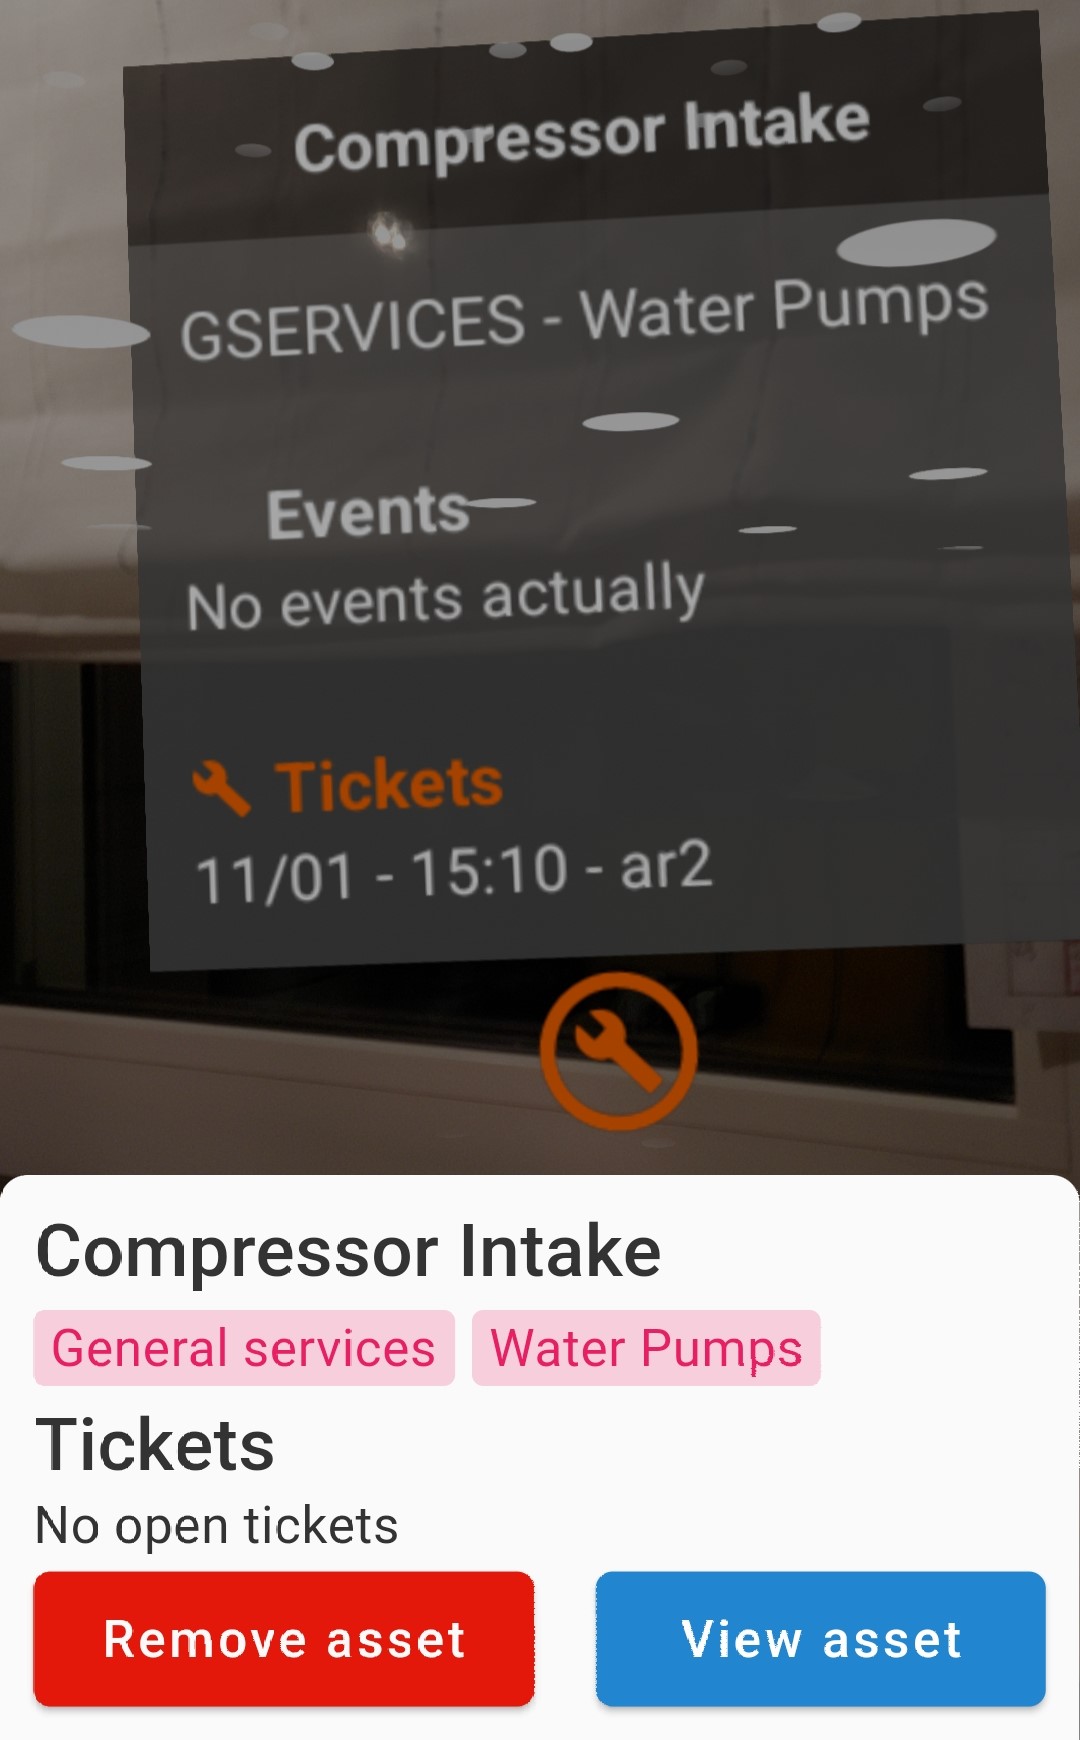 Compressor Intake
GSERVICES - Water Pumps
Events
No events actually
Tickets
11/01 - 15:10 - ar2
Compressor Intake
General services
Water Pumps
Tickets
No open tickets
Remove asset
View asset